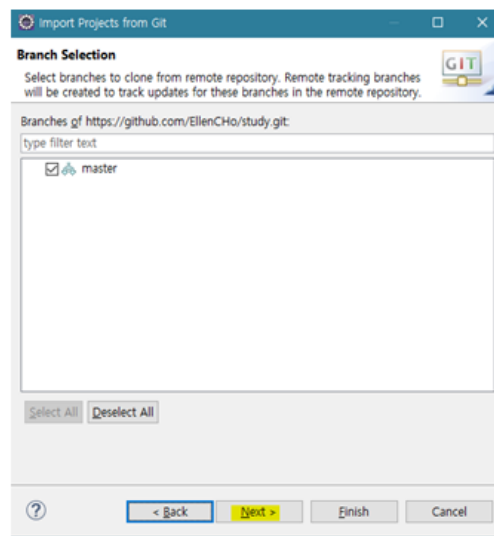 Import Projects from Git
Branch Selection
Select branches to clone from remote repository. Remote tracking branches
will be created to track updates for these branches in the remote repository.
GIT
Branches of https://github.com/EllenCHo/study.git:
type filter text
master
Select All Deselect All
? < Back Next > Finish Cancel